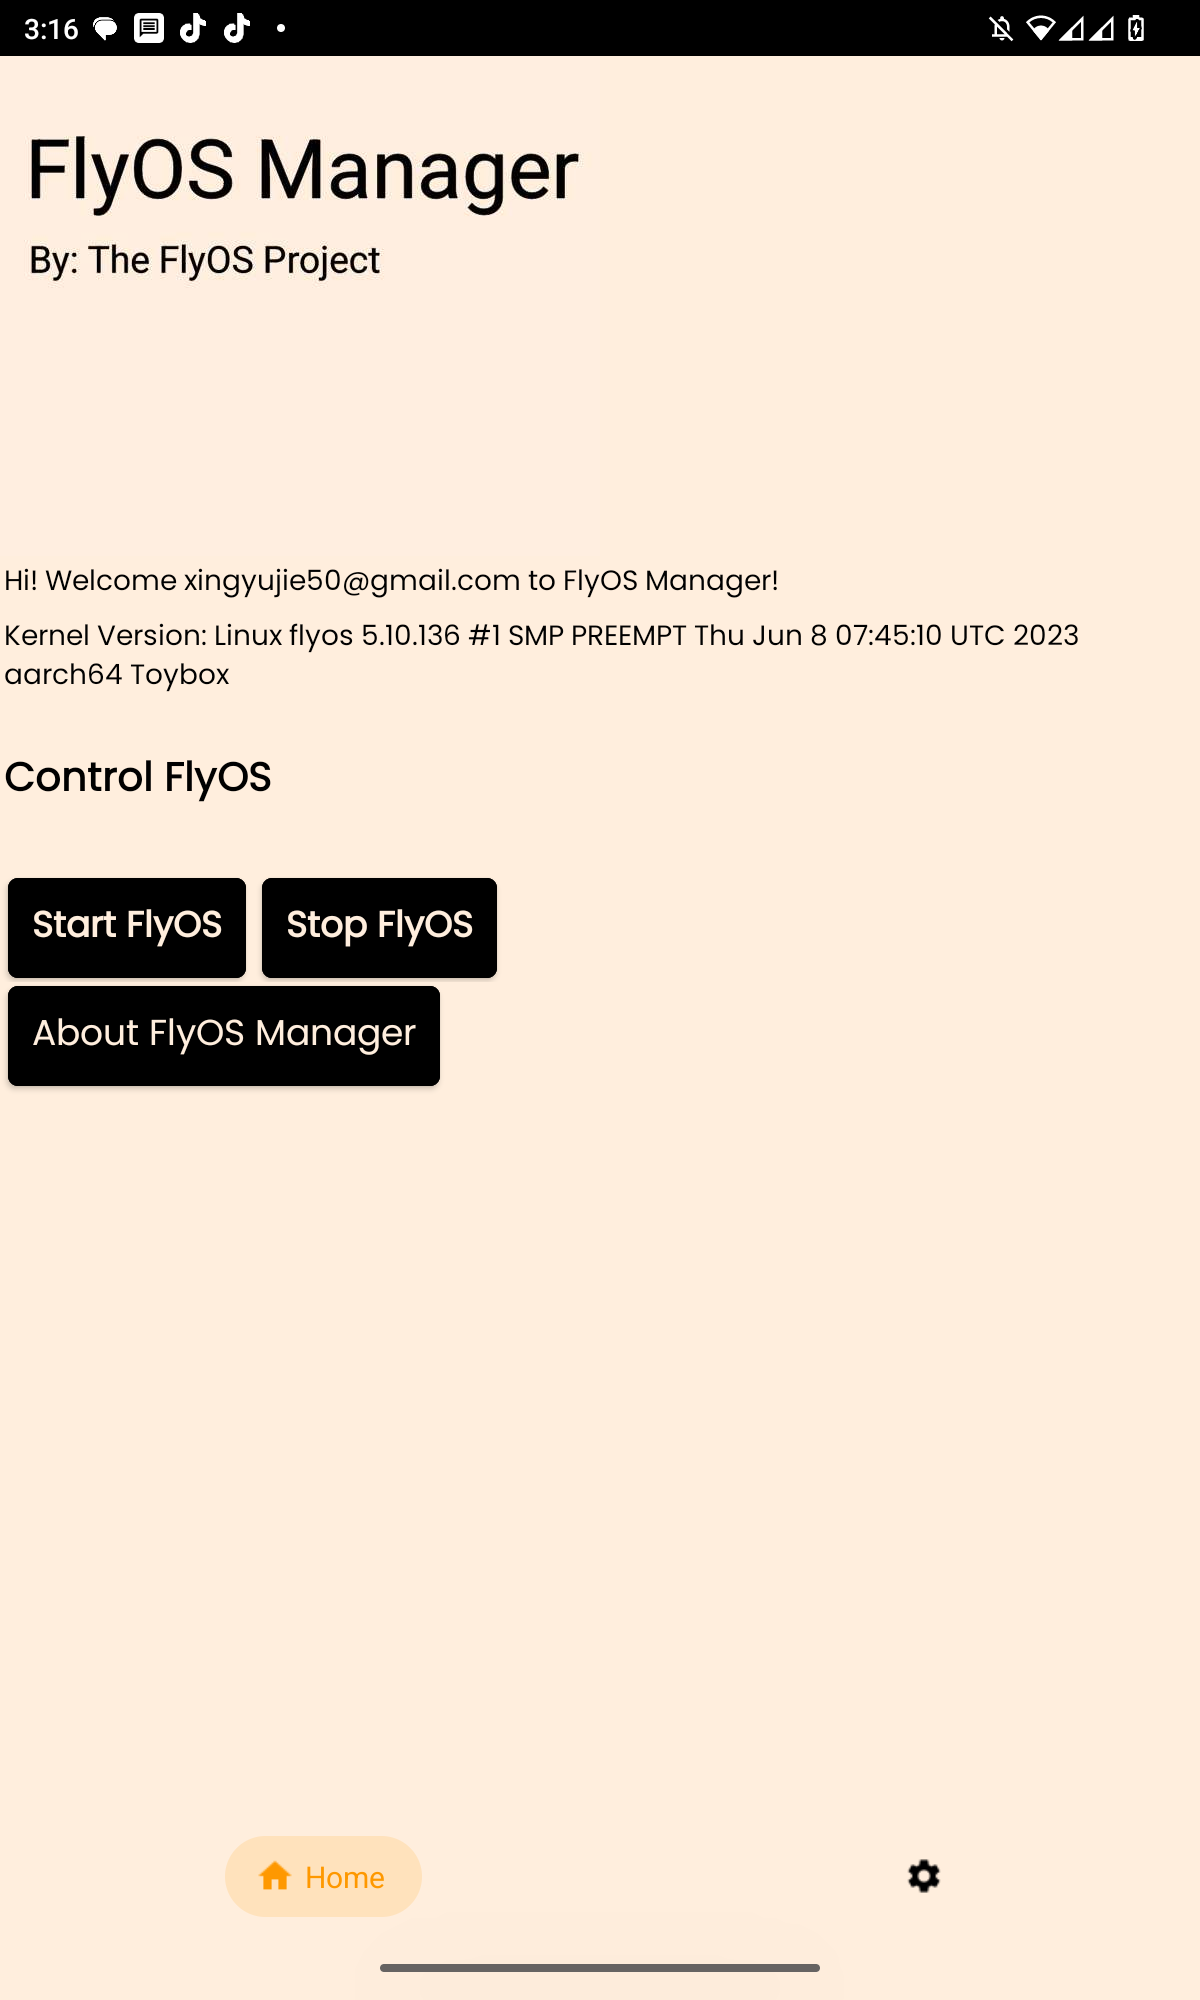 3:16
FlyOS Manager
By: The FlyOS Project
Hi! Welcome xingyujie50@gmail.com to FlyOS Manager!
Kernel Version: Linux flyos 5.10.136 #1 SMP PREEMPT Thu Jun 8 07:45:10 UTC 2023
aarch64 Toybox
Control FlyOS
Start FlyOS Stop FlyOS
About FlyOS Manager
Home